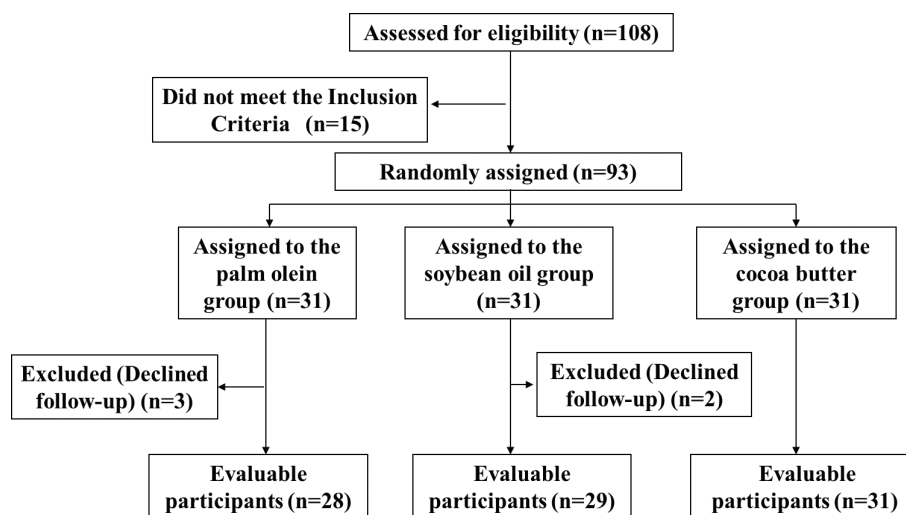 Assessed for eligibility (n=108)
Did not meet the Inclusion
Criteria (n=15)
Randomly assigned (n=93)
Assigned to the
palm olein
group (n=31)
Assigned to the
soybean oil group
(n=31)
Assigned to the
cocoa butter
group (n=31)
Excluded (Declined
follow-up) (n=3)
Excluded (Declined
follow-up) (n=2)
Evaluable
participants (n=28)
Evaluable
participants (n=29)
Evaluable
participants (n=31)